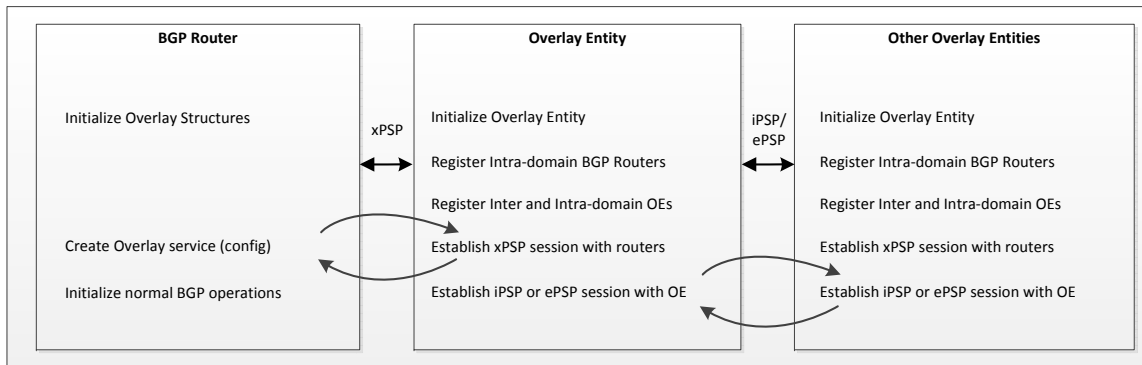 BGP Router
Initialize Overlay Structures
Create Overlay service (config)
Initialize normal BGP operations
xPSP
Overlay Entity
Initialize Overlay Entity
Register Intra-domain BGP Routers
Register Inter and Intra-domain OEs
Establish xPSP session with routers
Establish iPSP or ePSP session with OE
iPSP/
ePSP
Other Overlay Entities
Initialize Overlay Entity
Register Intra-domain BGP Routers
Register Inter and Intra-domain OEs
Establish xPSP session with routers
Establish iPSP or ePSP session with OE